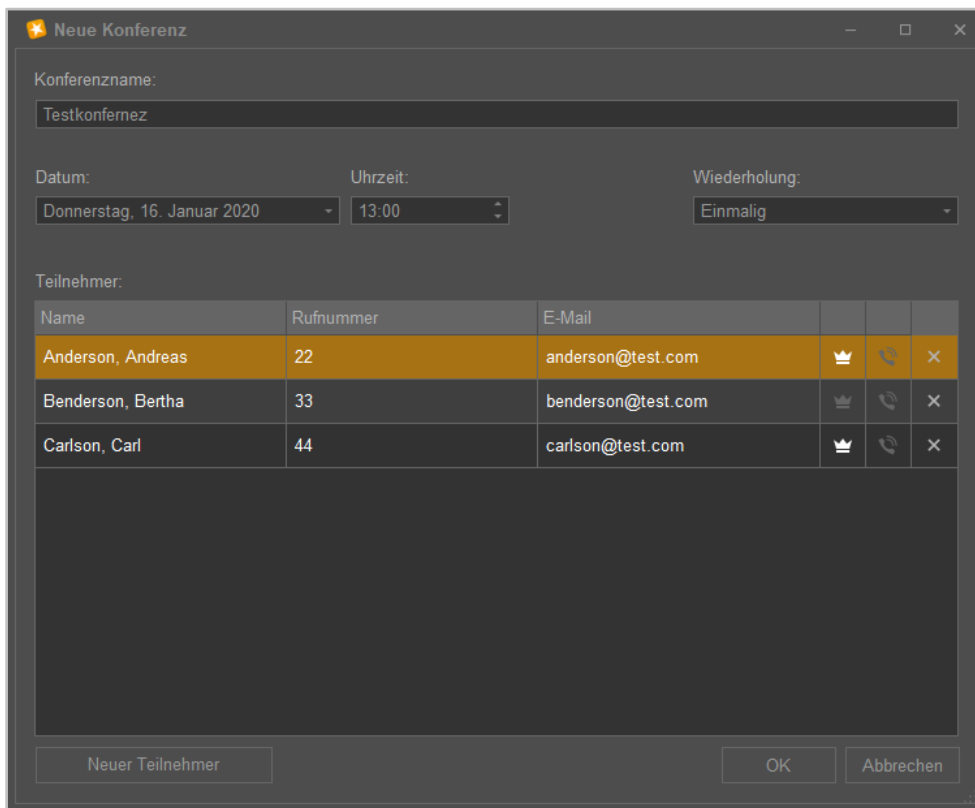 Neue Konferenz
Konferenzname:
Testkonfernez
Datum: Uhrzeit: Wiederholung:
Donnerstag, 16. Januar 2020 13:00 Einmalig
Teilnehmer:
Name Rufnummer E-Mail
Anderson, Andreas 22 anderson@test.com
Benderson, Bertha 33 benderson@test.com
Carlson, Carl 44 carlson@test.com
Neuer Teilnehmer OK Abbrechen